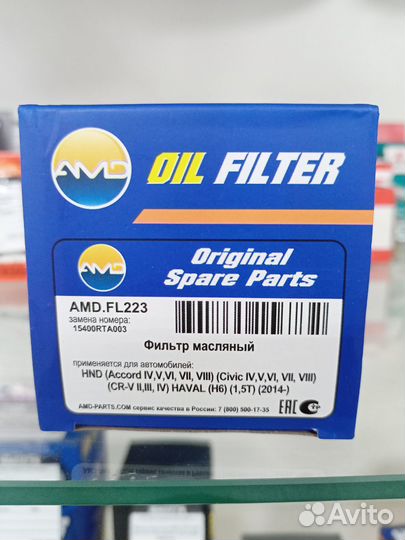 AMD
OIL FILTER
AMD
Original
Spare Parts
AMD.FL223
замена номера:
15400RTA003
Фильтр масляный
применяется для автомобилей:
HND (Accord IV,V,VI, VII, VIII) (Civic IV,V,VI, VII, VIII)
(CR-V II,III, IV) HAVAL (H6) (1,5T) (2014-)
AMD-PARTS.COM сервис качества в России: 7 (800) 500-17-35
EAC
Avito